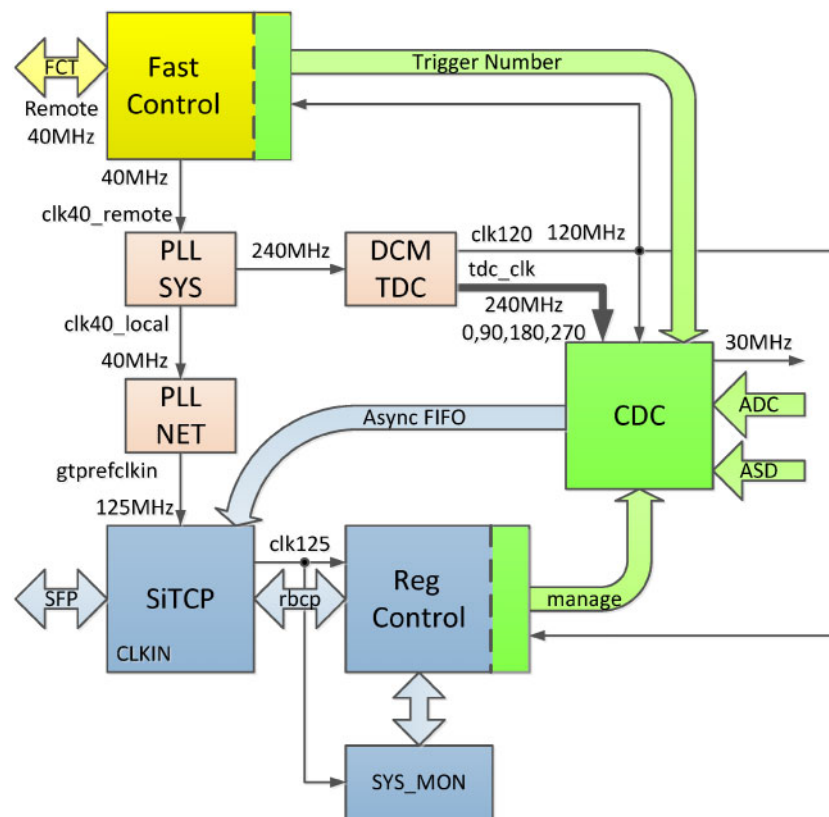 FCT
Remote
40MHz
Fast
Control
Trigger Number
40MHz
clk40_remote
PLL
SYS
240MHz
DCM
TDC
clk120
120MHz
tdc_clk
240MHz
0,90,180,270
clk40_local
40MHz
PLL
NET
30MHz
CDC
ADC
ASD
Async FIFO
gtprefclkin
125MHz
clk125
SFP
SiTCP
CLKIN
rbcp
Reg
Control
manage
SYS_MON